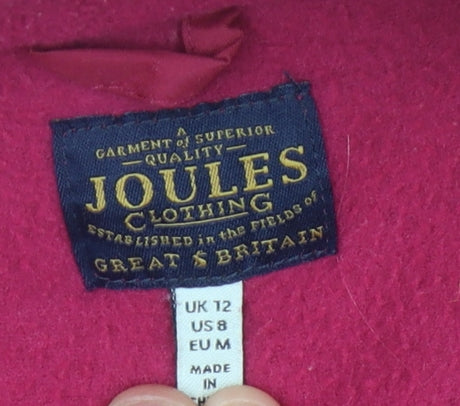 A
GARMENT of SUPERIOR
QUALITY
JOULES
CLOTHING
ESTABLISHED in the FIELDS of
GREAT & BRITAIN
UK 12
US 8
EU M
MADE
IN